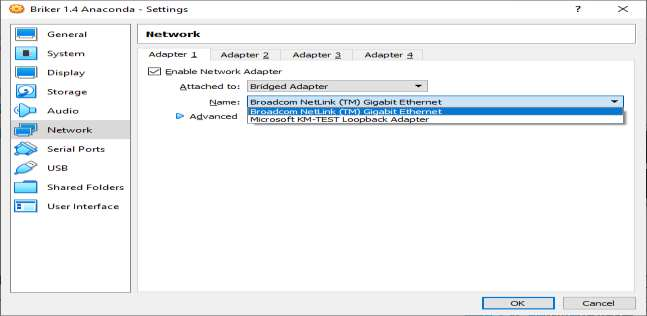 Briker 1.4 Anaconda - Settings
?
General
System
Display
Storage
Audio
Network
Serial Ports
USB
Shared Folders
User Interface
Network
Adapter 1 Adapter 2 Adapter 3 Adapter 4
Enable Network Adapter
Attached to: Bridged Adapter
Name: Broadcom NetLink (TM) Gigabit Ethernet
Broadcom NetLink (TM) Gigabit Ethernet
Advanced
Microsoft KM-TEST Loopback Adapter
OK Cancel